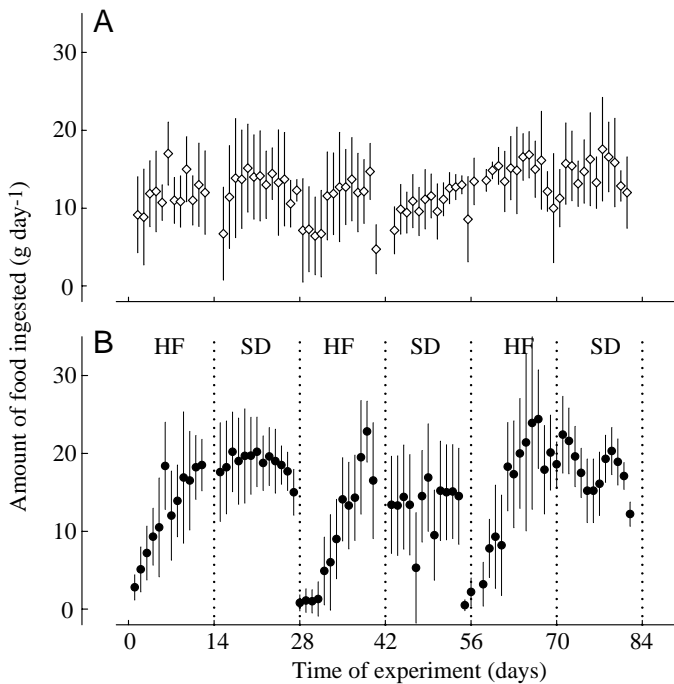 A
30
20
10
0
Amount of food ingested (g day-1)
B
HF SD HF SD HF SD
30
20
10
0
0 14 28 42 56 70 84
Time of experiment (days)